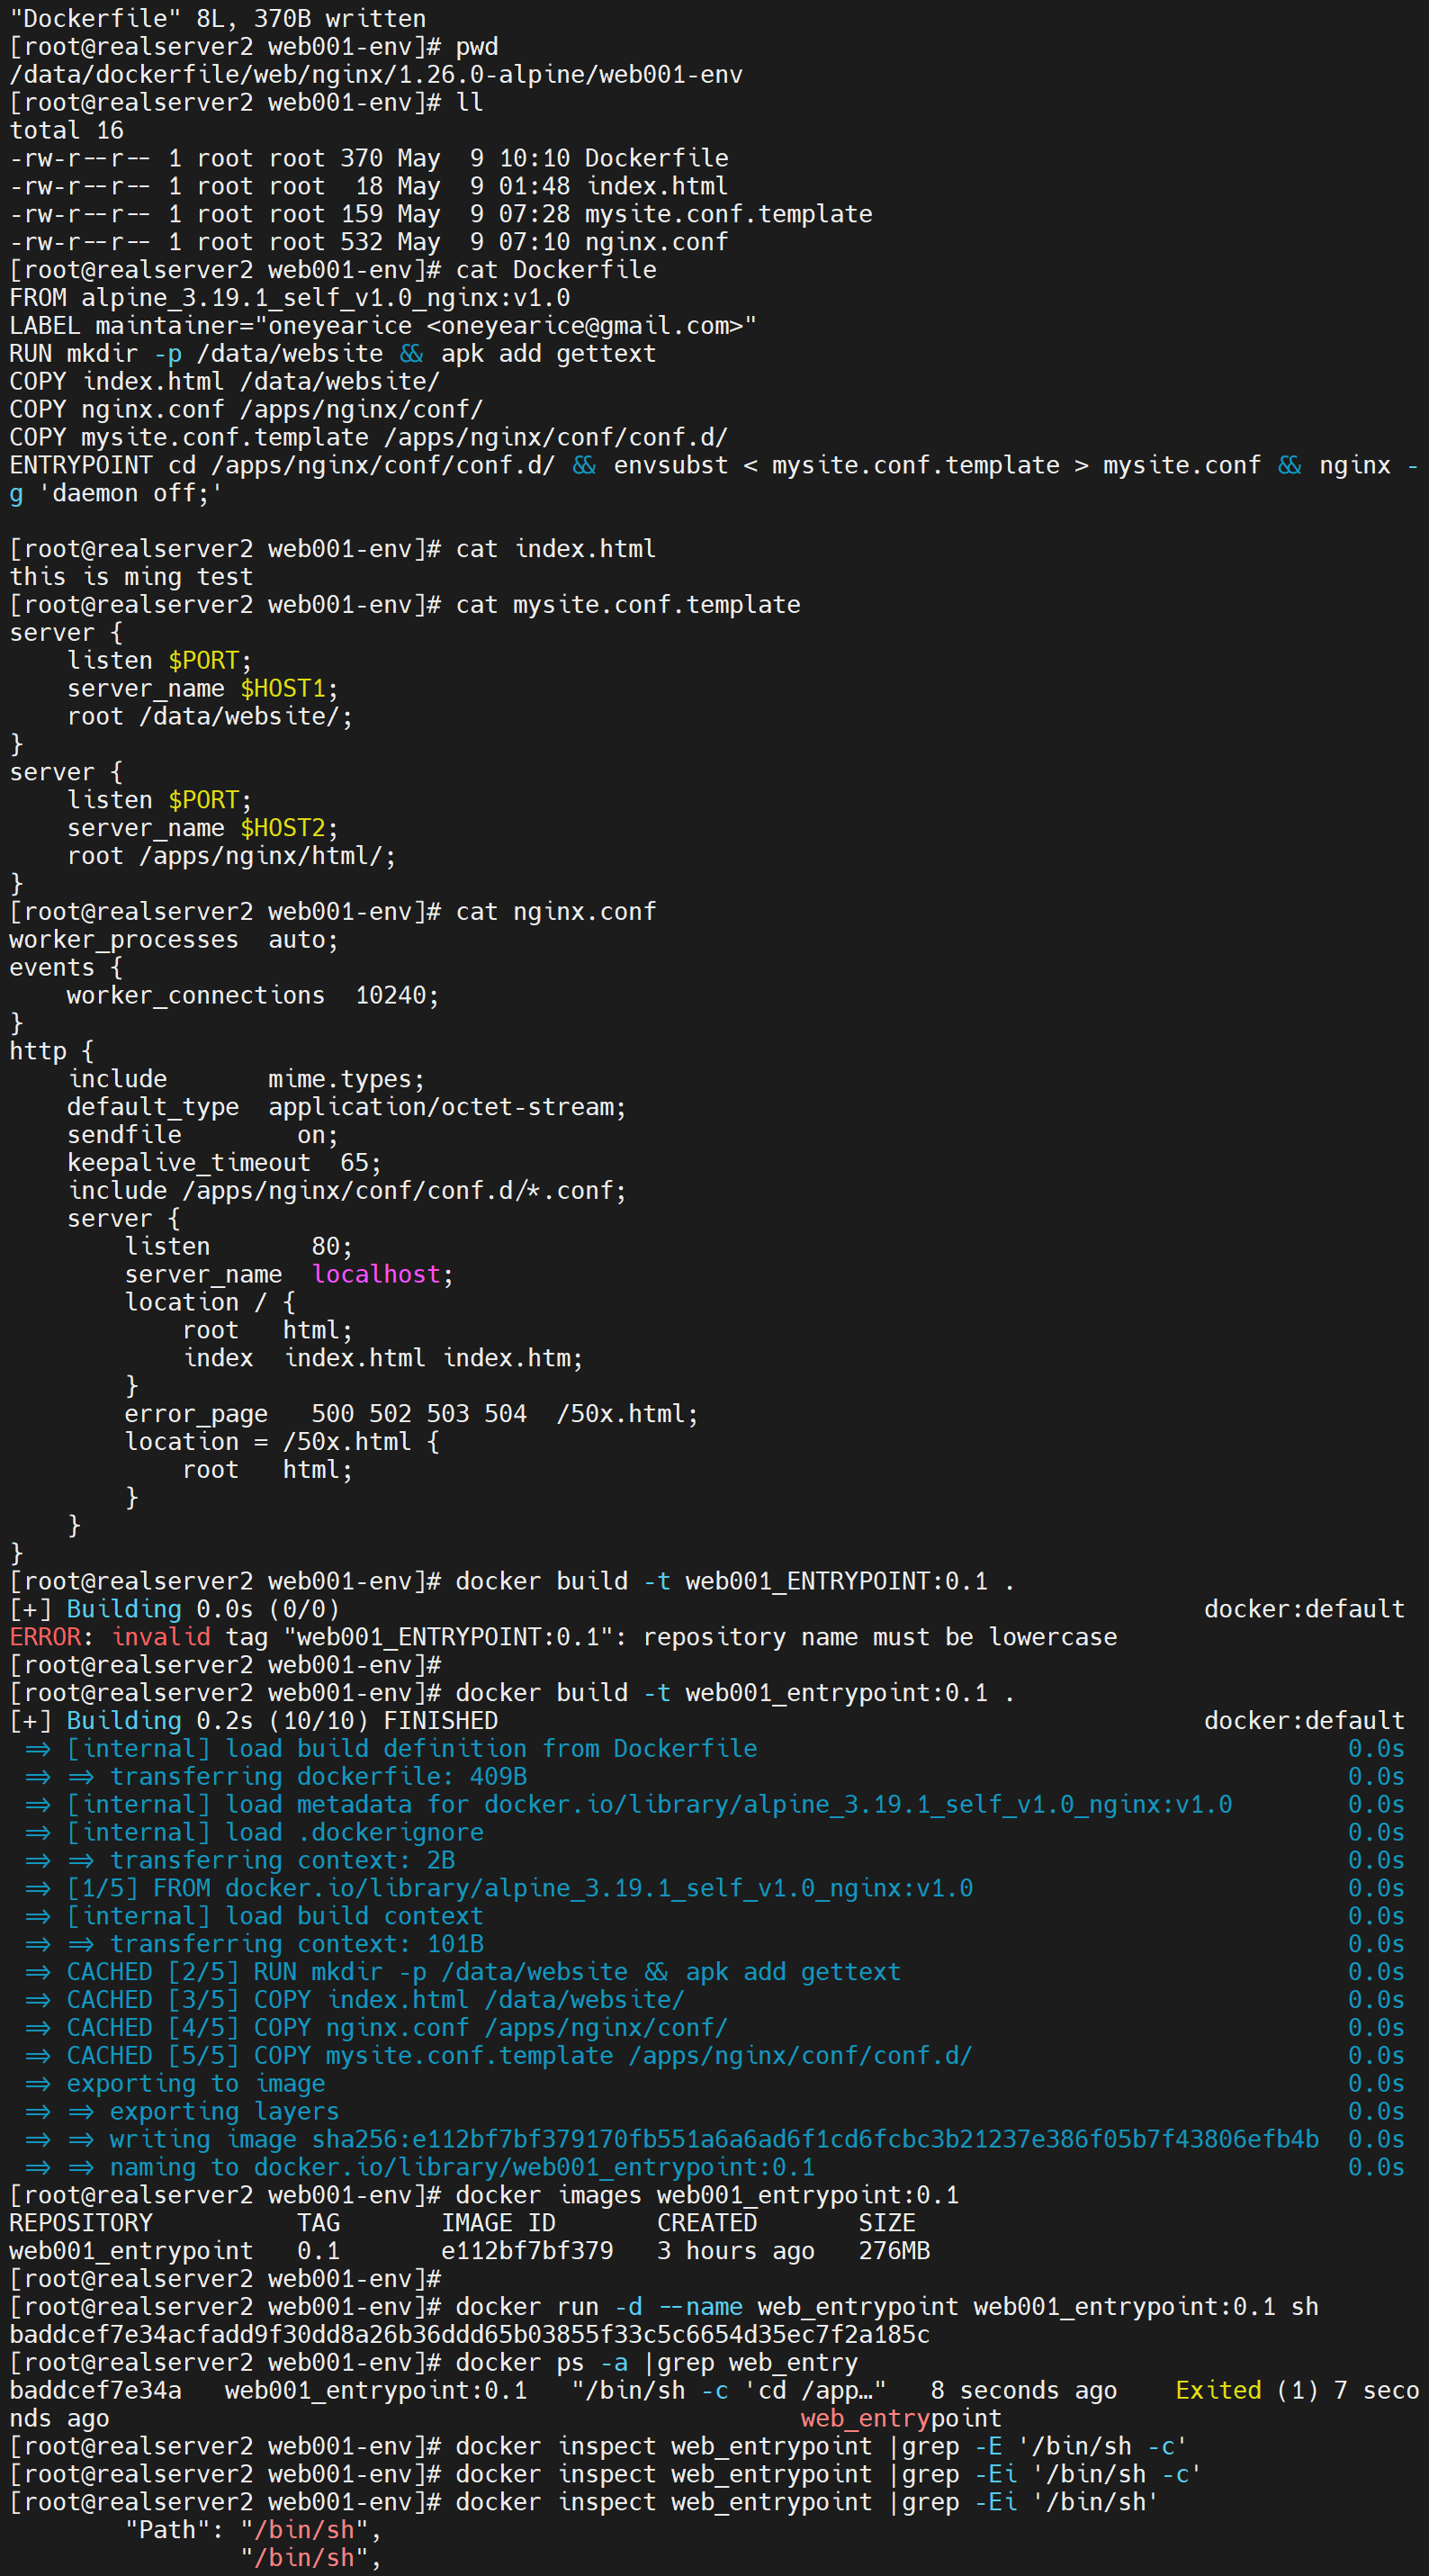 "Dockerfile" 8L, 370B written
[root@realserver2 web001-env]# pwd
/data/dockerfile/web/nginx/1.26.0-alpine/web001-env
[root@realserver2 web001-env]# ll
total 16
-rw-r--r-- 1 root root 370 May  9 10:10 Dockerfile
-rw-r--r-- 1 root root  18 May  9 01:48 index.html
-rw-r--r-- 1 root root 159 May  9 07:28 mysite.conf.template
-rw-r--r-- 1 root root 532 May  9 07:10 nginx.conf
[root@realserver2 web001-env]# cat Dockerfile
FROM alpine_3.19.1_self_v1.0_nginx:v1.0
LABEL maintainer="oneyearice <oneyearice@gmail.com>"
RUN mkdir -p /data/website && apk add gettext
COPY index.html /data/website/
COPY nginx.conf /apps/nginx/conf/
COPY mysite.conf.template /apps/nginx/conf/conf.d/
ENTRYPOINT cd /apps/nginx/conf/conf.d/ && envsubst < mysite.conf.template > mysite.conf && nginx -
g 'daemon off;'

[root@realserver2 web001-env]# cat index.html
this is ming test
[root@realserver2 web001-env]# cat mysite.conf.template
server {
    listen $PORT;
    server_name $HOST1;
    root /data/website/;
}
server {
    listen $PORT;
    server_name $HOST2;
    root /apps/nginx/html/;
}
[root@realserver2 web001-env]# cat nginx.conf
worker_processes  auto;
events {
    worker_connections  10240;
}
http {
    include       mime.types;
    default_type  application/octet-stream;
    sendfile        on;
    keepalive_timeout  65;
    include /apps/nginx/conf/conf.d/*.conf;
    server {
        listen       80;
        server_name  localhost;
        location / {
            root   html;
            index  index.html index.htm;
        }
        error_page   500 502 503 504  /50x.html;
        location = /50x.html {
            root   html;
        }
    }
}
[root@realserver2 web001-env]# docker build -t web001_ENTRYPOINT:0.1 .
[+] Building 0.0s (0/0)                                                            docker:default
ERROR: invalid tag "web001_ENTRYPOINT:0.1": repository name must be lowercase
[root@realserver2 web001-env]#
[root@realserver2 web001-env]# docker build -t web001_entrypoint:0.1 .
[+] Building 0.2s (10/10) FINISHED                                                 docker:default
 => [internal] load build definition from Dockerfile                                         0.0s
 => => transferring dockerfile: 409B                                                         0.0s
 => [internal] load metadata for docker.io/library/alpine_3.19.1_self_v1.0_nginx:v1.0        0.0s
 => [internal] load .dockerignore                                                            0.0s
 => => transferring context: 2B                                                              0.0s
 => [1/5] FROM docker.io/library/alpine_3.19.1_self_v1.0_nginx:v1.0                          0.0s
 => [internal] load build context                                                            0.0s
 => => transferring context: 101B                                                            0.0s
 => CACHED [2/5] RUN mkdir -p /data/website && apk add gettext                               0.0s
 => CACHED [3/5] COPY index.html /data/website/                                              0.0s
 => CACHED [4/5] COPY nginx.conf /apps/nginx/conf/                                           0.0s
 => CACHED [5/5] COPY mysite.conf.template /apps/nginx/conf/conf.d/                          0.0s
 => exporting to image                                                                       0.0s
 => => exporting layers                                                                      0.0s
 => => writing image sha256:e112bf7bf379170fb551a6a6ad6f1cd6fcbc3b21237e386f05b7f43806efb4b  0.0s
 => => naming to docker.io/library/web001_entrypoint:0.1                                     0.0s
[root@realserver2 web001-env]# docker images web001_entrypoint:0.1
REPOSITORY          TAG       IMAGE ID       CREATED       SIZE
web001_entrypoint   0.1       e112bf7bf379   3 hours ago   276MB
[root@realserver2 web001-env]#
[root@realserver2 web001-env]# docker run -d --name web_entrypoint web001_entrypoint:0.1 sh
baddcef7e34acfadd9f30dd8a26b36ddd65b03855f33c5c6654d35ec7f2a185c
[root@realserver2 web001-env]# docker ps -a |grep web_entry
baddcef7e34a   web001_entrypoint:0.1   "/bin/sh -c 'cd /app…"   8 seconds ago    Exited (1) 7 seco
nds ago                                                web_entrypoint
[root@realserver2 web001-env]# docker inspect web_entrypoint |grep -E '/bin/sh -c'
[root@realserver2 web001-env]# docker inspect web_entrypoint |grep -Ei '/bin/sh -c'
[root@realserver2 web001-env]# docker inspect web_entrypoint |grep -Ei '/bin/sh'
        "Path": "/bin/sh",
                "/bin/sh",